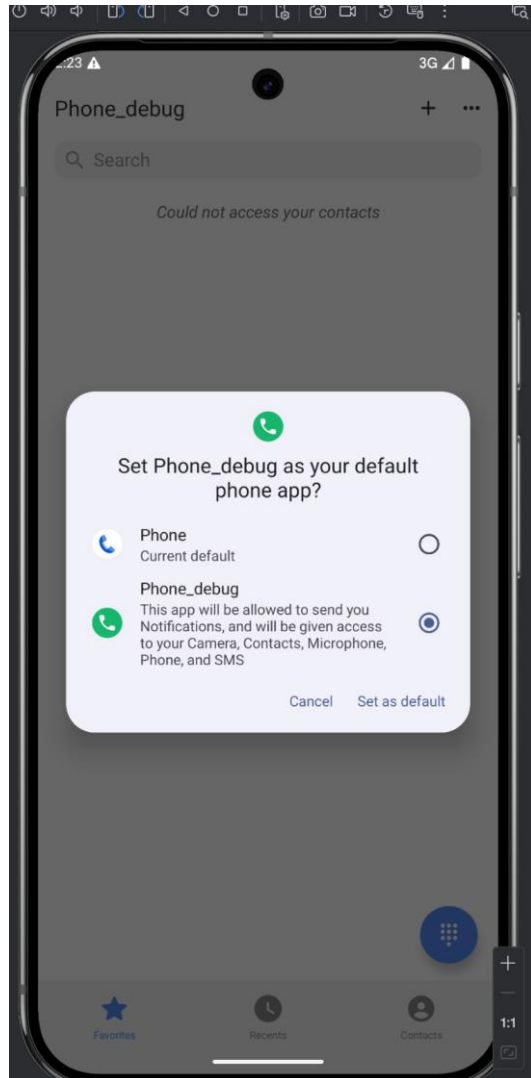 :23
3G
Phone_debug
Search
Could not access your contacts
Set Phone_debug as your default
phone app?
Phone
Current default
Phone_debug
This app will be allowed to send you
Notifications, and will be given access
to your Camera, Contacts, Microphone,
Phone, and SMS
Cancel Set as default
Favorites Recents Contacts
1:1